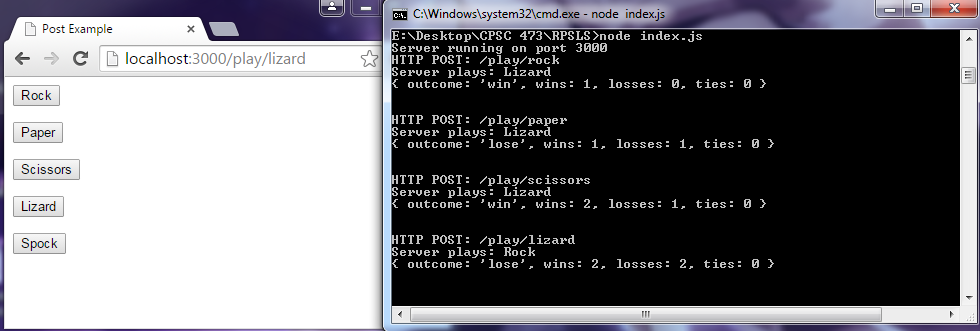 Post Example
localhost:3000/play/lizard
Rock
Paper
Scissors
Lizard
Spock
C:\Windows\system32\cmd.exe - node  index.js
E:\Desktop\CPSC 473\RPSLS>node index.js
Server running on port 3000
HTTP POST: /play/rock
Server plays: Lizard
{ outcome: 'win', wins: 1, losses: 0, ties: 0 }
HTTP POST: /play/paper
Server plays: Lizard
{ outcome: 'lose', wins: 1, losses: 1, ties: 0 }
HTTP POST: /play/scissors
Server plays: Lizard
{ outcome: 'win', wins: 2, losses: 1, ties: 0 }
HTTP POST: /play/lizard
Server plays: Rock
{ outcome: 'lose', wins: 2, losses: 2, ties: 0 }